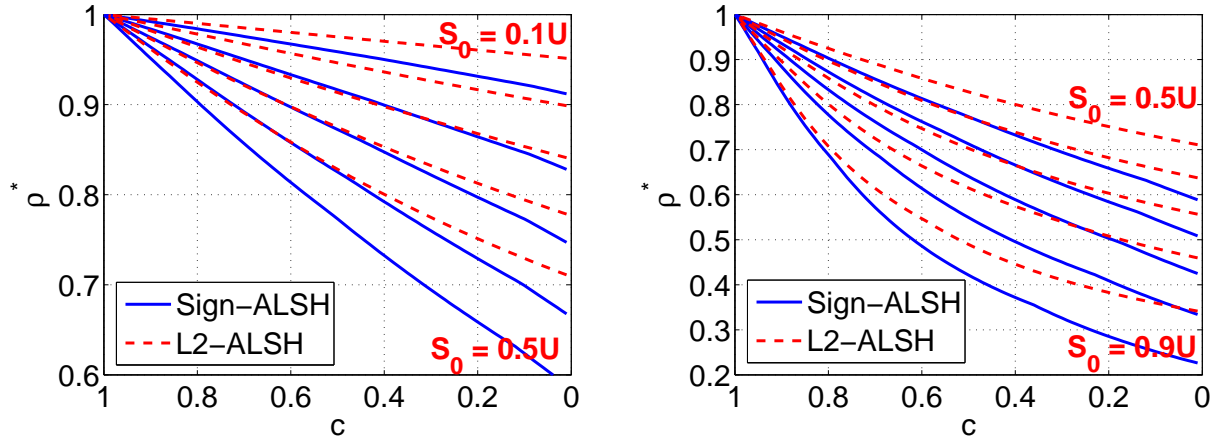 1
S₀ = 0.1U
0.9
ρ*
0.8
0.7
Sign−ALSH
L2−ALSH
S₀ = 0.5U
0.6
1 0.8 0.6 0.4 0.2 0
c
1
0.9
0.8
S₀ = 0.5U
0.7
ρ*
0.6
0.5
0.4
Sign−ALSH
0.3
L2−ALSH
S₀ = 0.9U
0.2
1 0.8 0.6 0.4 0.2 0
c